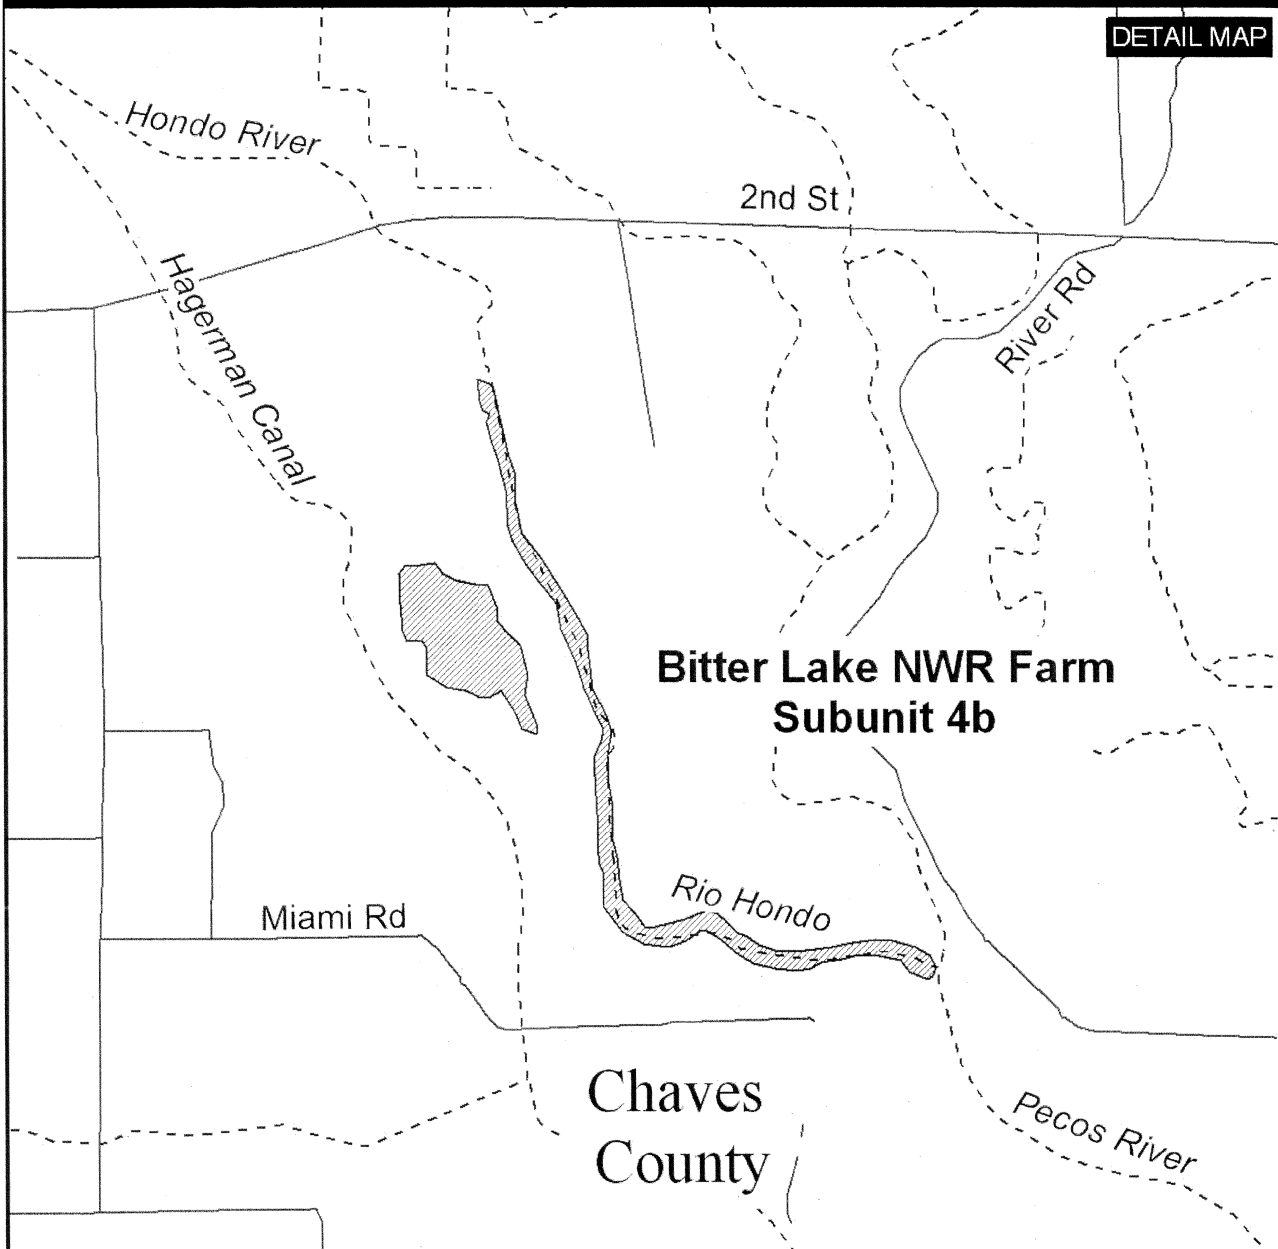 DETAIL MAP
Hondo River
2nd St
Hagerman Canal
River Rd
Bitter Lake NWR Farm
Subunit 4b
Rio Hondo
Miami Rd
Chaves
County
Pecos River